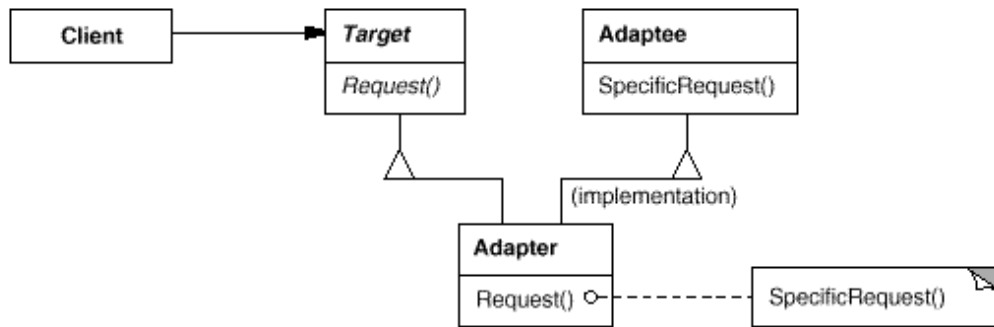 Client
Target
Request()
Adaptee
SpecificRequest()
(implementation)
Adapter
Request()
SpecificRequest()